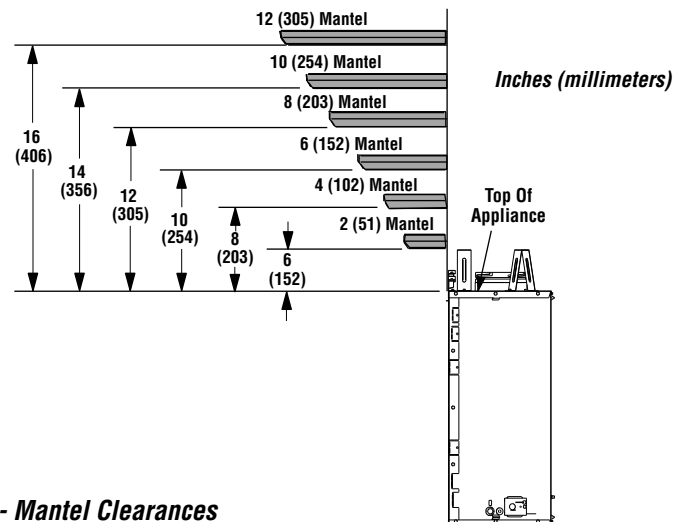 12 (305) Mantel
10 (254) Mantel
Inches (millimeters)
8 (203) Mantel
16
(406)
6 (152) Mantel
14
(356)
4 (102) Mantel
12
(305)
Top Of
Appliance
10
(254)
2 (51) Mantel
8
(203)
6
(152)
- Mantel Clearances